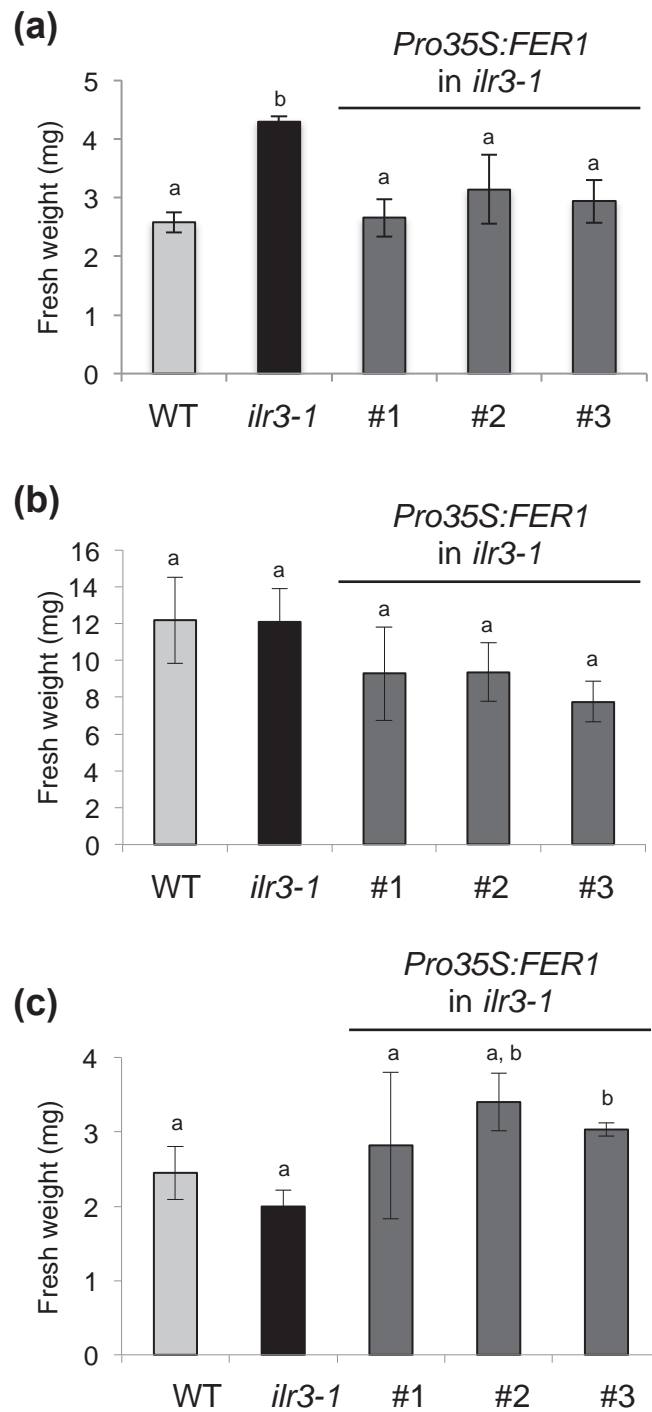 (a)
Pro35S:FER1
in ilr3-1
Fresh weight (mg)
5
4
3
2
1
0
a
b
a
a
a
WT ilr3-1 #1 #2 #3
(b)
Pro35S:FER1
in ilr3-1
Fresh weight (mg)
16
14
12
10
8
6
4
2
0
a
a
a
a
a
WT ilr3-1 #1 #2 #3
(c)
Pro35S:FER1
in ilr3-1
Fresh weight (mg)
4
3
2
1
0
a
a
a
a, b
b
WT ilr3-1 #1 #2 #3